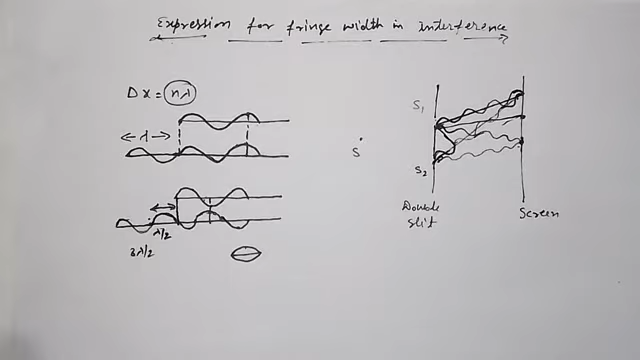 Expression for fringe width in interference
Δx = nλ
← λ →
λ/2
3λ/2
S
S1
S2
Double
slit
Screen